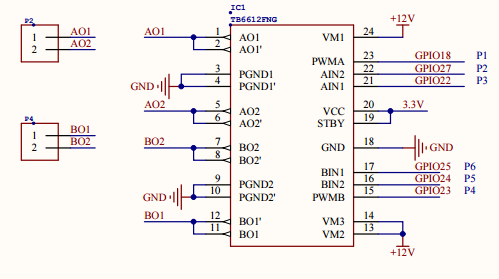 IC1
TB6612FNG
P2
1 AO1
2 AO2
AO1 1 AO1 VM1 24 +12V
2 AO1'
PWMA 23 GPIO18 P1
3 PGND1 AIN2 22 GPIO27 P2
GND 4 PGND1' AIN1 21 GPIO22 P3
AO2 5 AO2 VCC 20 3.3V
6 AO2' STBY 19
P4
1 BO1
2 BO2
BO2 7 BO2 GND 18 GND
8 BO2'
BIN1 17 GPIO25 P6
9 PGND2 BIN2 16 GPIO24 P5
GND 10 PGND2' PWMB 15 GPIO23 P4
BO1 12 BO1' VM3 14
11 BO1 VM2 13
+12V